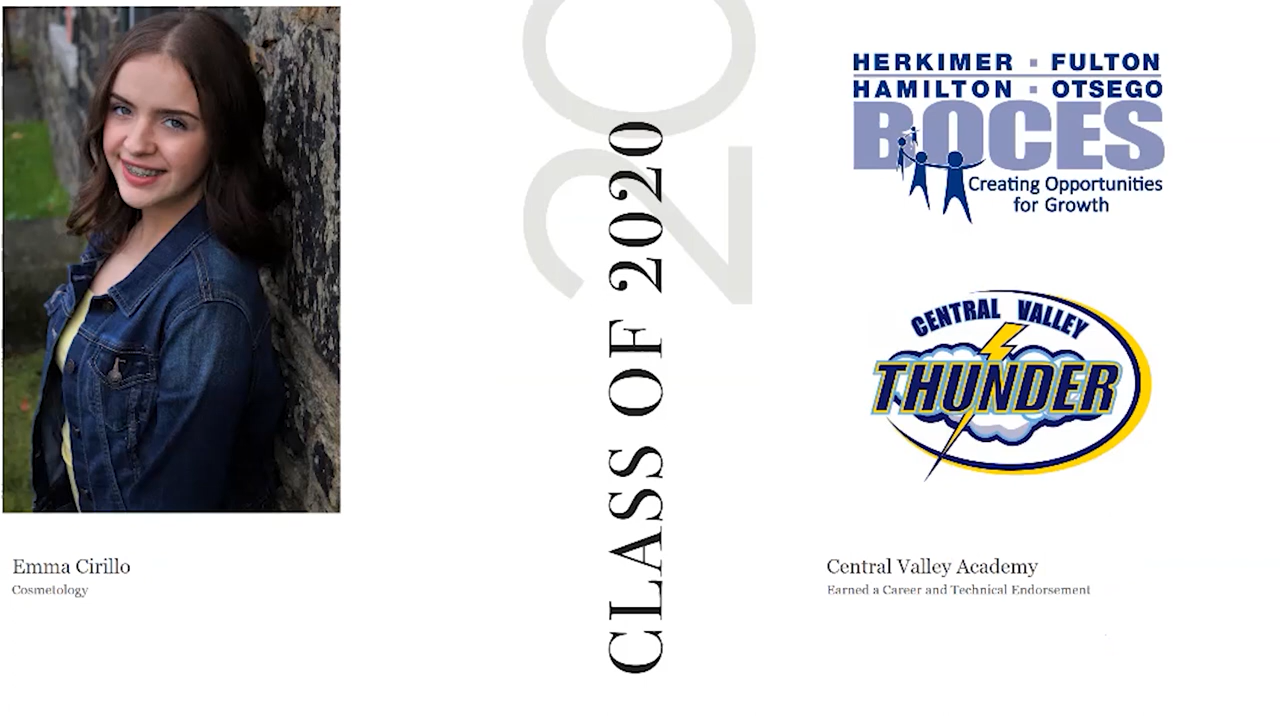 Emma Cirillo
Cosmetology
20
CLASS OF 2020
HERKIMER ▪ FULTON
HAMILTON ▪ OTSEGO
BOCES
Creating Opportunities
for Growth
CENTRAL VALLEY
THUNDER
Central Valley Academy
Earned a Career and Technical Endorsement